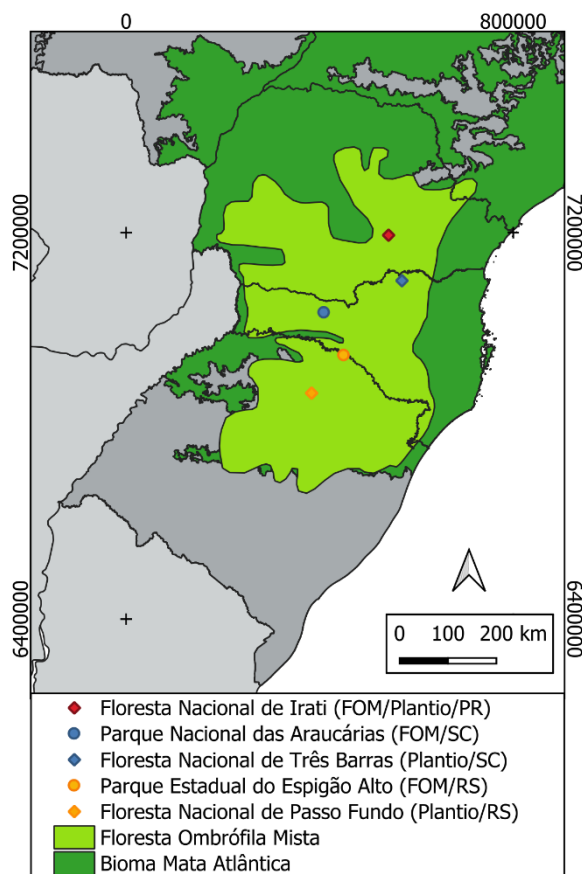 0 800000
7200000 7200000
6400000 6400000
0 100 200 km
Floresta Nacional de Irati (FOM/Plantio/PR)
Parque Nacional das Araucárias (FOM/SC)
Floresta Nacional de Três Barras (Plantio/SC)
Parque Estadual do Espigão Alto (FOM/RS)
Floresta Nacional de Passo Fundo (Plantio/RS)
Floresta Ombrófila Mista
Bioma Mata Atlântica